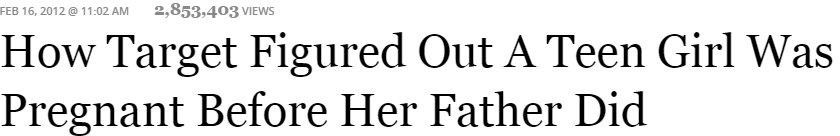 FEB 16, 2012 @ 11:02 AM 2,853,403 VIEWS
How Target Figured Out A Teen Girl Was
Pregnant Before Her Father Did